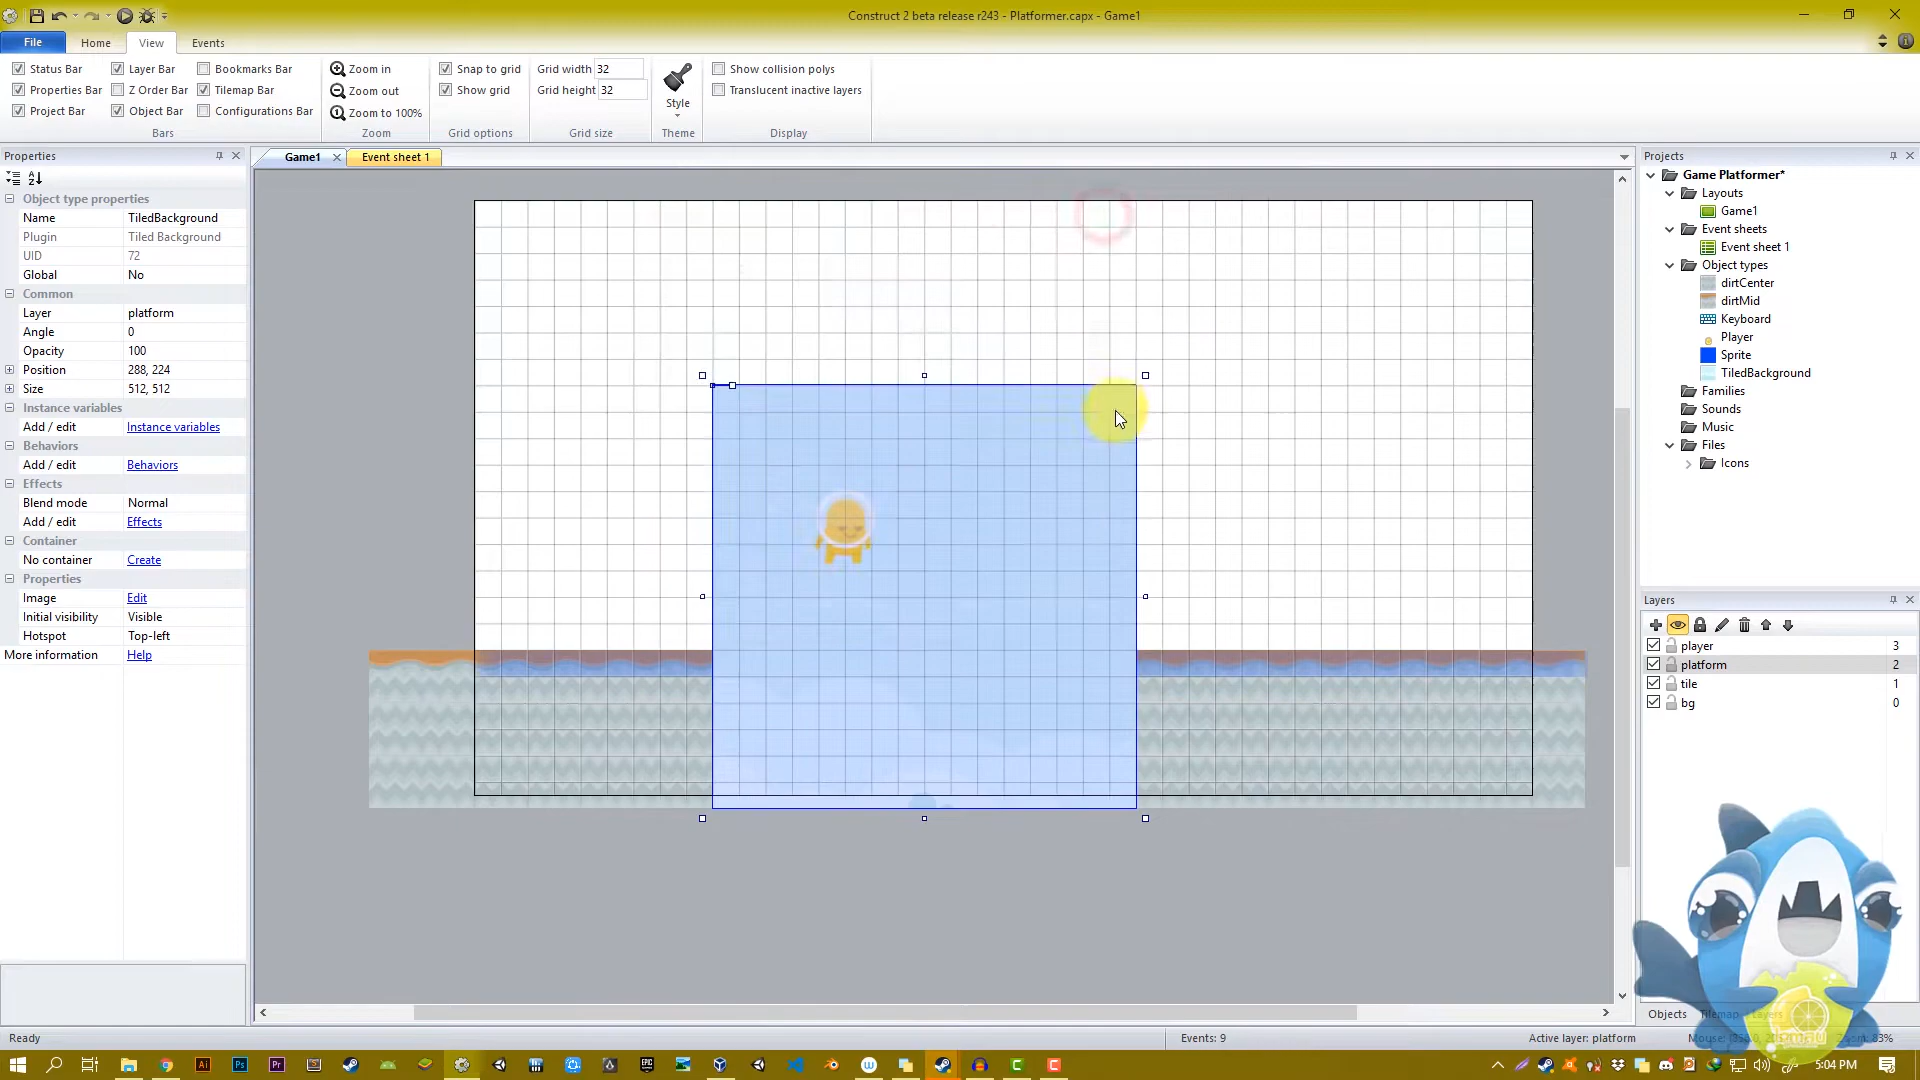 Construct 2 beta release r243 - Platformer.capx - Game1
File Home View Events
Status Bar Layer Bar Bookmarks Bar Zoom in Snap to grid Grid width 32 Show collision polys
Properties Bar Z Order Bar Tilemap Bar Zoom out Show grid Grid height 32 Translucent inactive layers
Project Bar Object Bar Configurations Bar Zoom to 100% Style
Bars Zoom Grid options Grid size Theme Display
Properties
Game1 Event sheet 1
Projects
Object type properties
Name TiledBackground
Plugin Tiled Background
UID 72
Global No
Common
Layer platform
Angle 0
Opacity 100
Position 288, 224
Size 512, 512
Instance variables
Add / edit Instance variables
Behaviors
Add / edit Behaviors
Effects
Blend mode Normal
Add / edit Effects
Container
No container Create
Properties
Image Edit
Initial visibility Visible
Hotspot Top-left
More information Help
Game Platformer*
Layouts
Game1
Event sheets
Event sheet 1
Object types
dirtCenter
dirtMid
Keyboard
Player
Sprite
TiledBackground
Families
Sounds
Music
Files
Icons
Layers
player 3
platform 2
tile 1
bg 0
Objects Tilemap Layers
Ready Events: 9 Active layer: platform 83%
5:04 PM